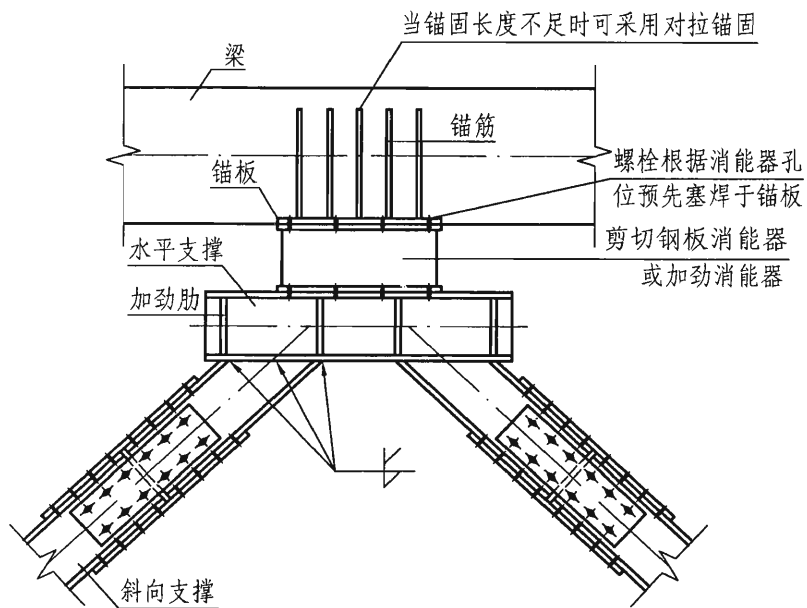 当锚固长度不足时可采用对拉锚固
梁
锚筋
锚板
螺栓根据消能器孔
位预先塞焊于锚板
水平支撑
剪切钢板消能器
或加劲消能器
加劲肋
斜向支撑